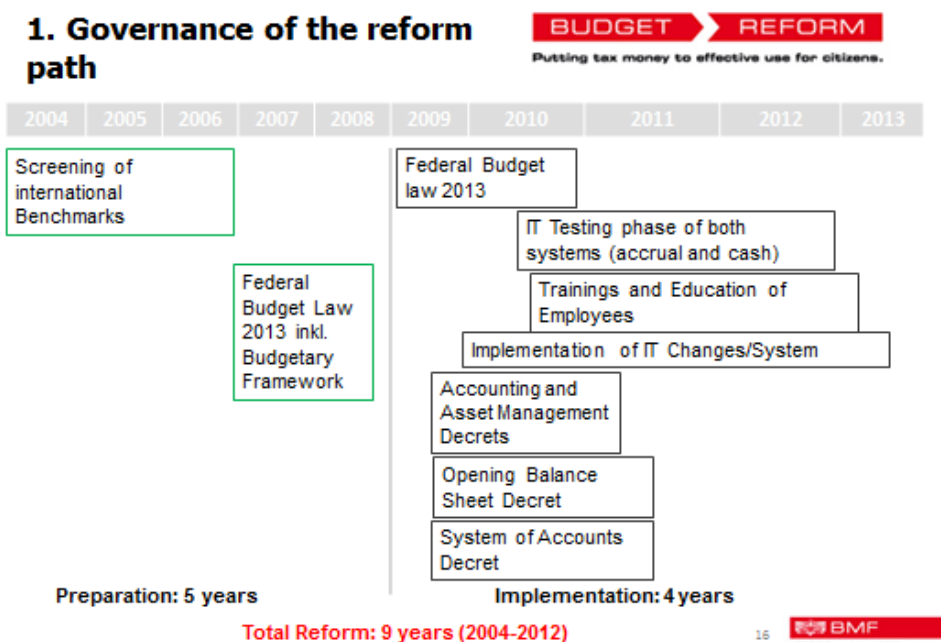 1. Governance of the reform
path
BUDGET REFORM
Putting tax money to effective use for citizens.
2004 2005 2006 2007 2008 2009 2010 2011 2012 2013
Screening of
international
Benchmarks
Federal Budget
law 2013
IT Testing phase of both
systems (accrual and cash)
Federal
Budget Law
2013 inkl.
Budgetary
Framework
Trainings and Education of
Employees
Implementation of IT Changes/System
Accounting and
Asset Management
Decrets
Opening Balance
Sheet Decret
System of Accounts
Decret
Preparation: 5 years
Implementation: 4 years
Total Reform: 9 years (2004-2012)
16
BMF